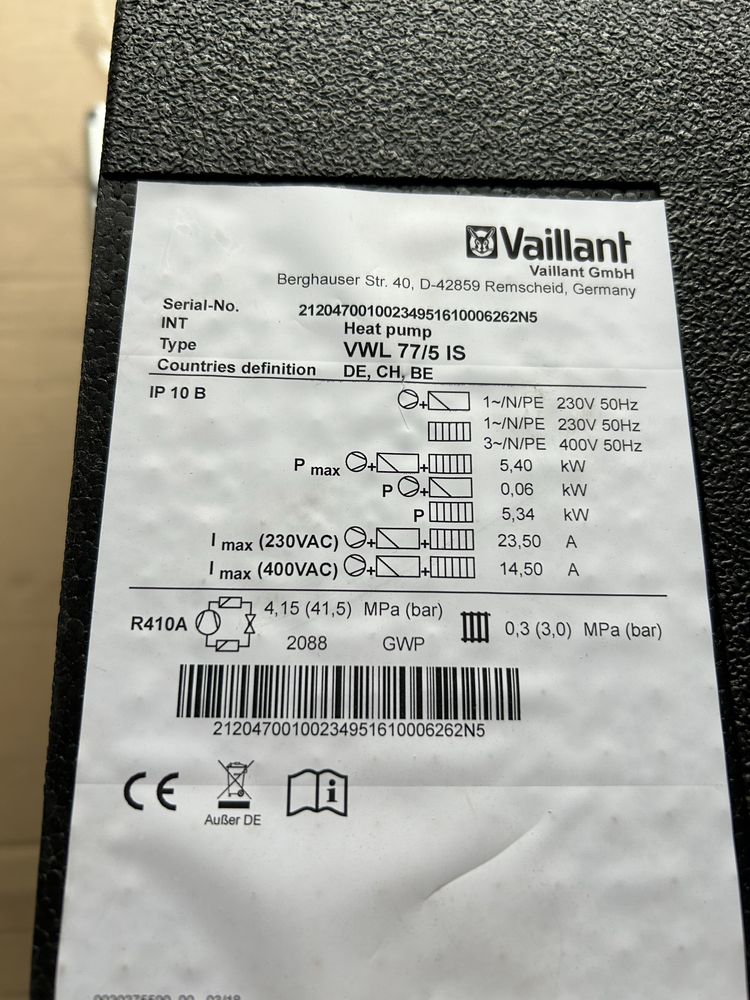 Vaillant
Vaillant GmbH
Berghauser Str. 40, D-42859 Remscheid, Germany
Serial-No. 21204700100234951610006262N5
INT Heat pump
Type VWL 77/5 IS
Countries definition DE, CH, BE
IP 10 B
+ 1~/N/PE 230V 50Hz
1~/N/PE 230V 50Hz
3~/N/PE 400V 50Hz
P max + + 5,40 kW
P + 0,06 kW
P 5,34 kW
I max (230VAC) + + 23,50 A
I max (400VAC) + + 14,50 A
R410A 4,15 (41,5) MPa (bar) 0,3 (3,0) MPa (bar)
2088 GWP
21204700100234951610006262N5
CE i
Außer DE